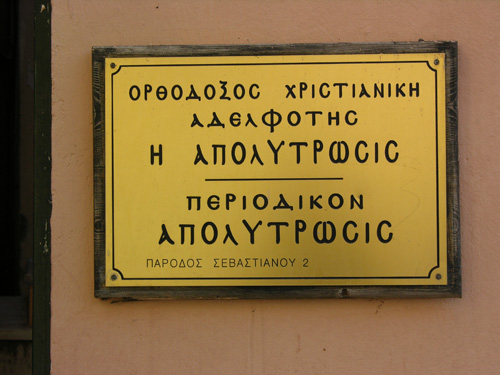 ΟΡΘΟΔΟΞΟϹ ΧΡΙϹΤΙΑΝΙΚΗ
ΑΔΕΛΦΟΤΗϹ
Η ΑΠΟΛΥΤΡΩϹΙϹ
ΠΕΡΙΟΔΙΚΟΝ
ΑΠΟΛΥΤΡΩϹΙϹ
ΠΑΡΟΔΟΣ ΣΕΒΑΣΤΙΑΝΟΥ 2